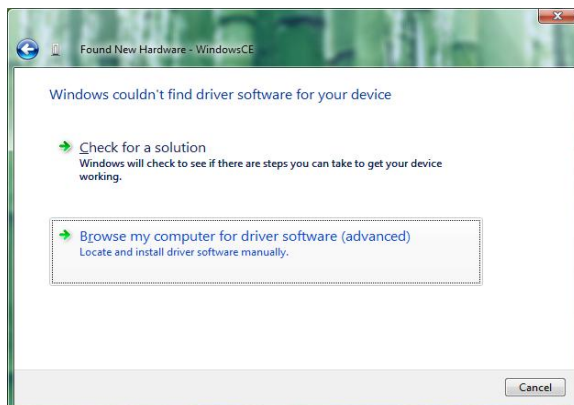 Found New Hardware - WindowsCE
Windows couldn't find driver software for your device
Check for a solution
Windows will check to see if there are steps you can take to get your device
working.
Browse my computer for driver software (advanced)
Locate and install driver software manually.
Cancel